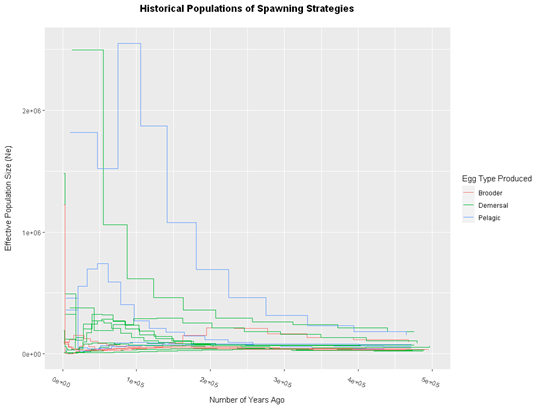 Historical Populations of Spawning Strategies
Effective Population Size (Ne)
2e+06
1e+06
0e+00
0e+00
1e+05
2e+05
3e+05
4e+05
5e+05
Number of Years Ago
Egg Type Produced
Brooder
Demersal
Pelagic